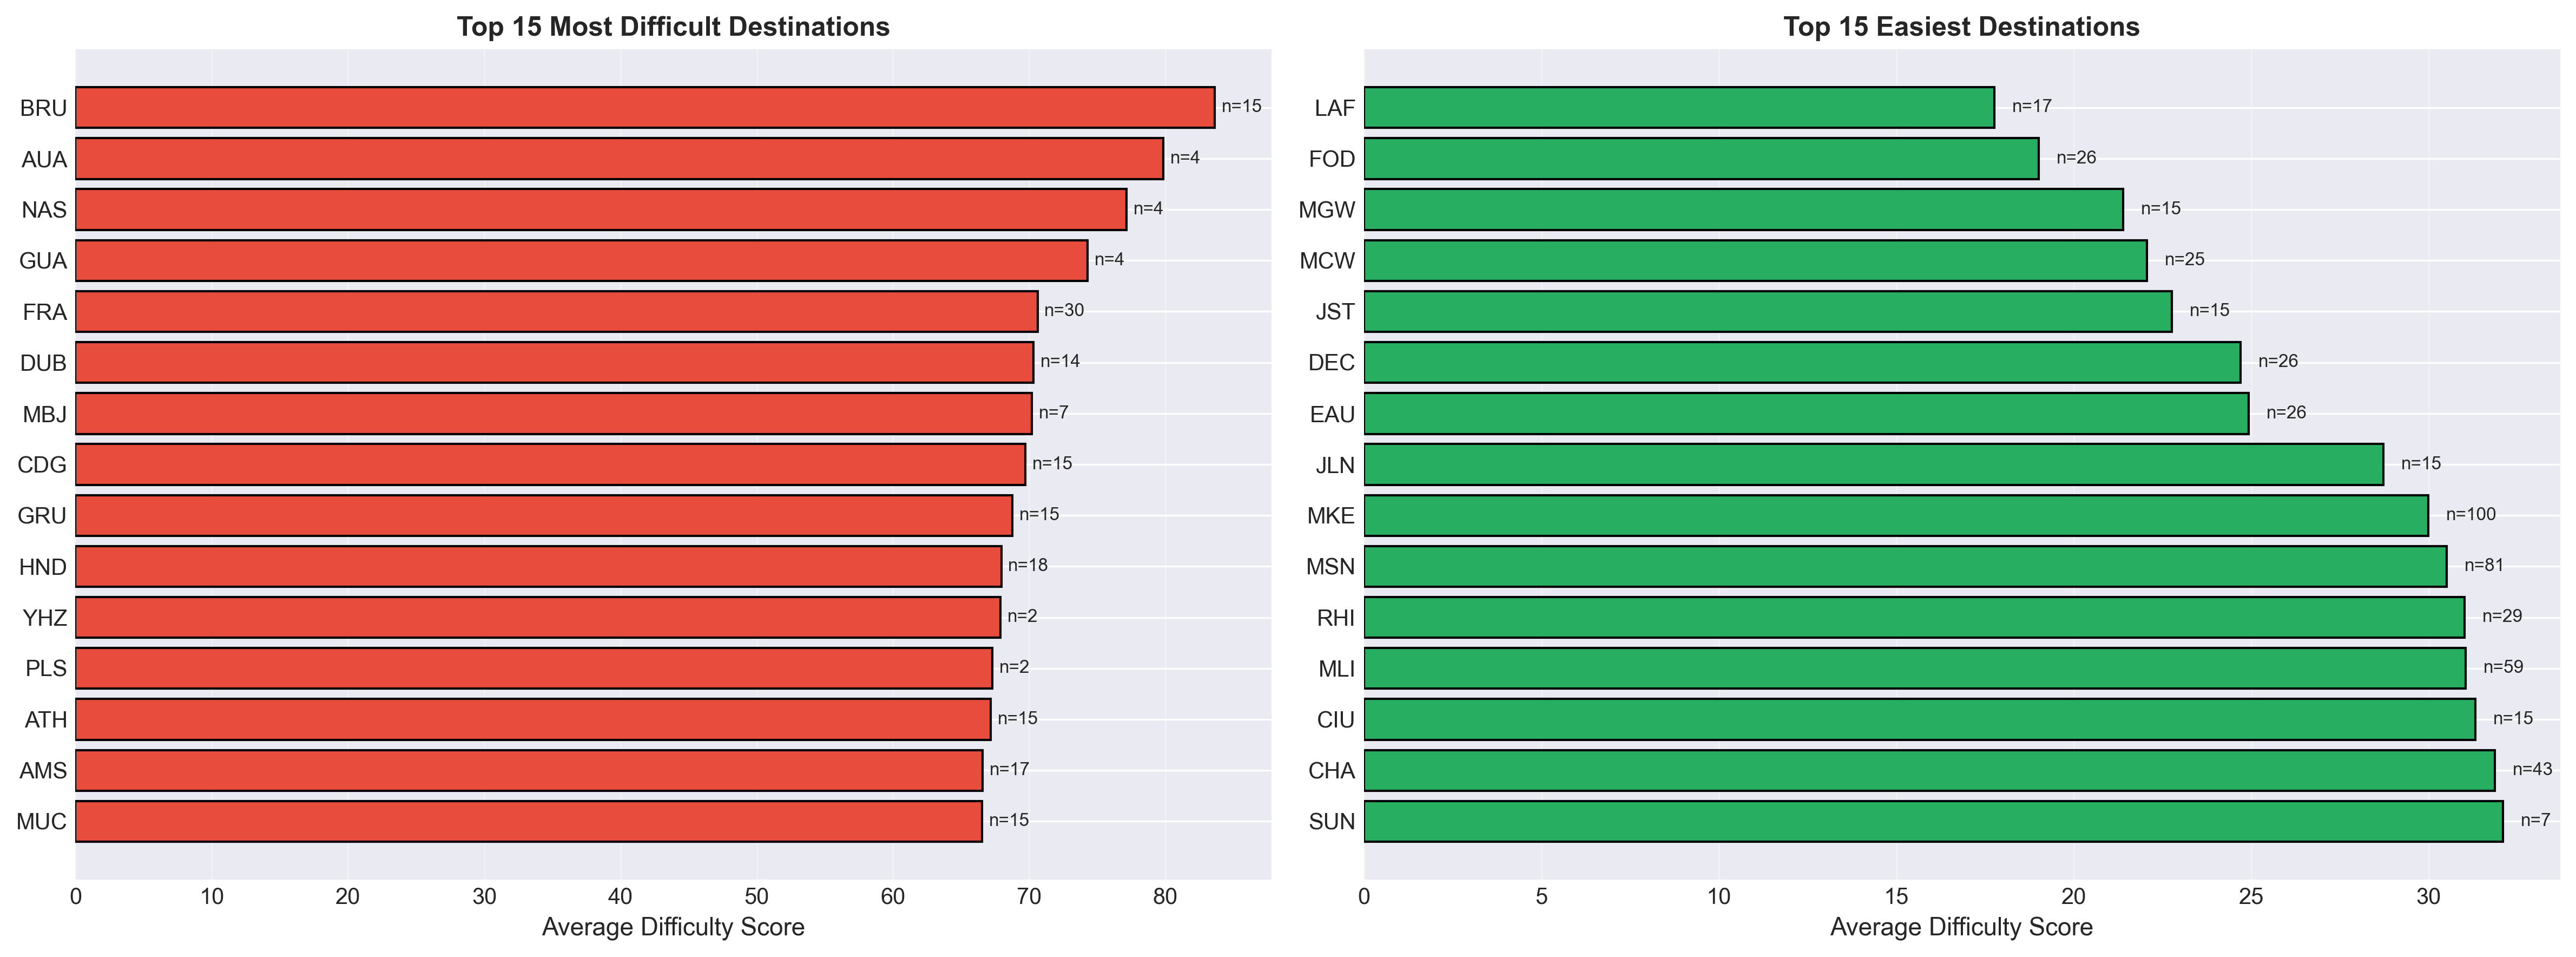 Top 15 Most Difficult Destinations
BRU n=15
AUA n=4
NAS n=4
GUA n=4
FRA n=30
DUB n=14
MBJ n=7
CDG n=15
GRU n=15
HND n=18
YHZ n=2
PLS n=2
ATH n=15
AMS n=17
MUC n=15
0 10 20 30 40 50 60 70 80
Average Difficulty Score
Top 15 Easiest Destinations
LAF n=17
FOD n=26
MGW n=15
MCW n=25
JST n=15
DEC n=26
EAU n=26
JLN n=15
MKE n=100
MSN n=81
RHI n=29
MLI n=59
CIU n=15
CHA n=43
SUN n=7
0 5 10 15 20 25 30
Average Difficulty Score